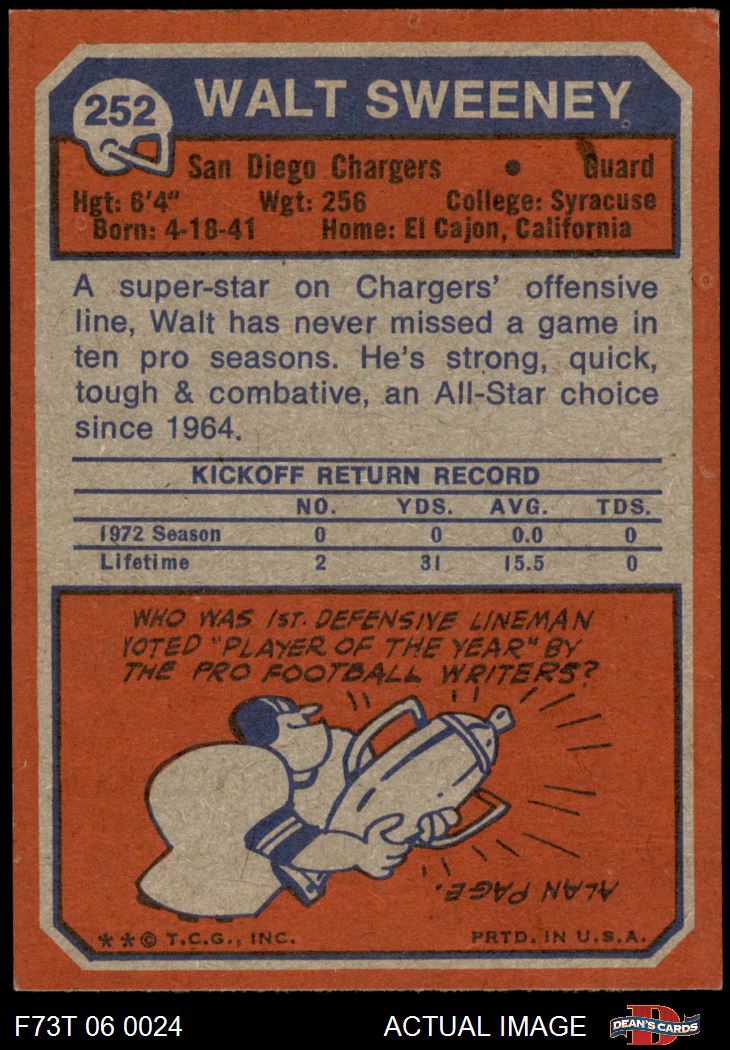 252
WALT SWEENEY
San Diego Chargers • Guard
Hgt: 6'4" Wgt: 256 College: Syracuse
Born: 4-18-41 Home: El Cajon, California
A super-star on Chargers' offensive
line, Walt has never missed a game in
ten pro seasons. He's strong, quick,
tough & combative, an All-Star choice
since 1964.
KICKOFF RETURN RECORD
NO. YDS. AVG. TDS.
1972 Season 0 0 0.0 0
Lifetime 2 31 15.5 0
WHO WAS 1ST. DEFENSIVE LINEMAN
VOTED "PLAYER OF THE YEAR" BY
THE PRO FOOTBALL WRITERS?
ALAN PAGE.
* * © T.C.G., INC. PRTD. IN U.S.A.
F73T 06 0024 ACTUAL IMAGE D DEAN'S CARDS